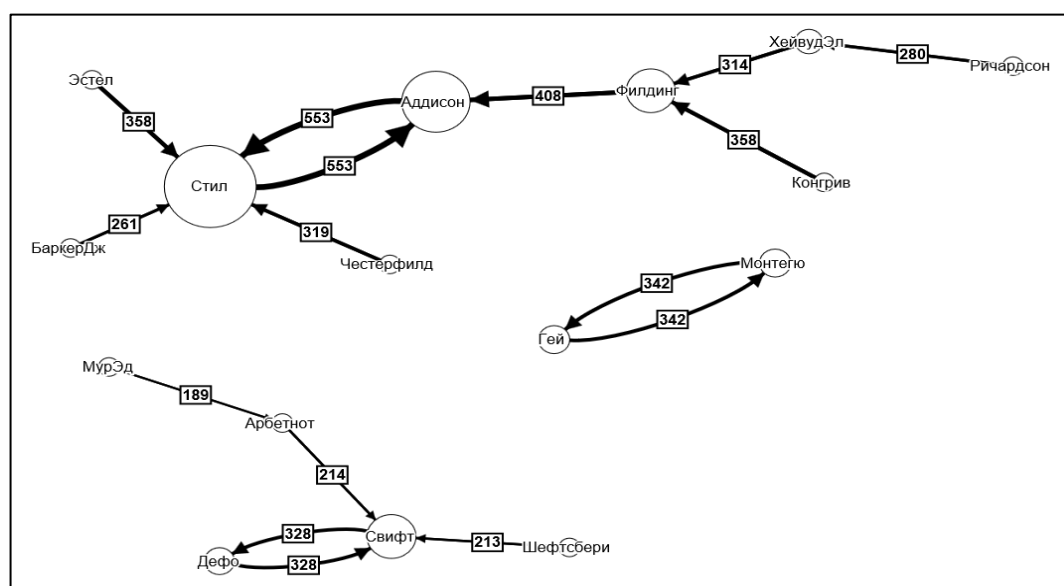 ХейвудЭл
280
Ричардсон
314
Эстел
Аддисон
408
Филдинг
553
358
358
553
Конгрив
Стил
261
319
БаркерДж
Честерфилд
Монтегю
342
342
Гей
МурЭд
189
Арбетнот
214
328
Свифт
213
Шефтсбери
Дефо
328